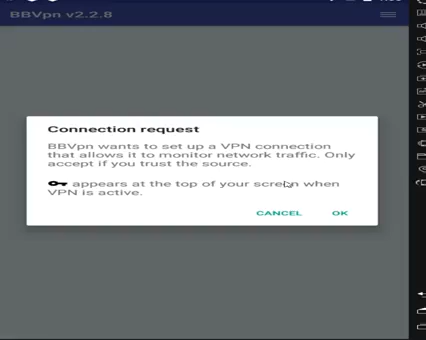 BBVpn v2.2.8
Connection request
BBVpn wants to set up a VPN connection
that allows it to monitor network traffic. Only
accept if you trust the source.
appears at the top of your screen when
VPN is active.
CANCEL OK